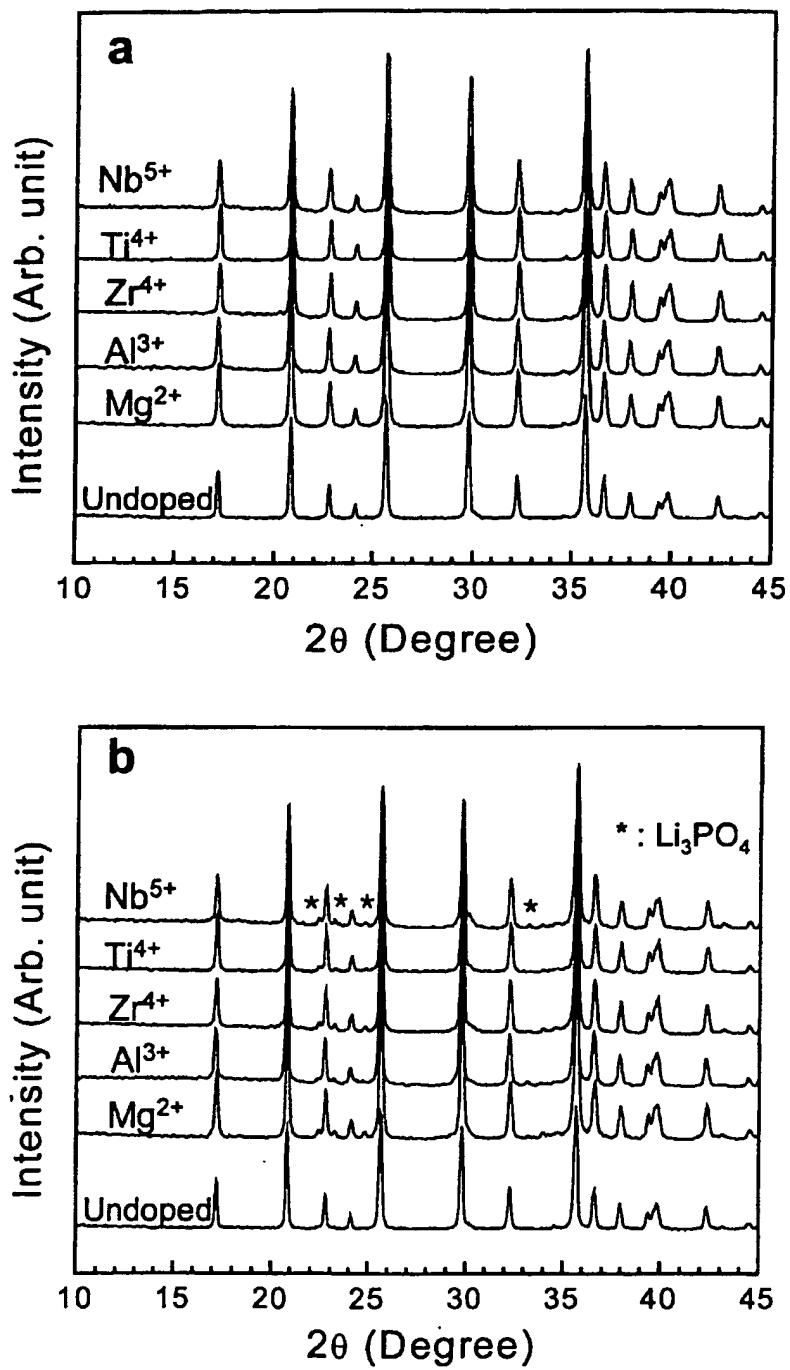 a
Intensity (Arb. unit)
Nb5+
Ti4+
Zr4+
Al3+
Mg2+
Undoped
10 15 20 25 30 35 40 45
2θ (Degree)
b
* : Li3PO4
Intensity (Arb. unit)
Nb5+
* * * *
Ti4+
Zr4+
Al3+
Mg2+
Undoped
10 15 20 25 30 35 40 45
2θ (Degree)